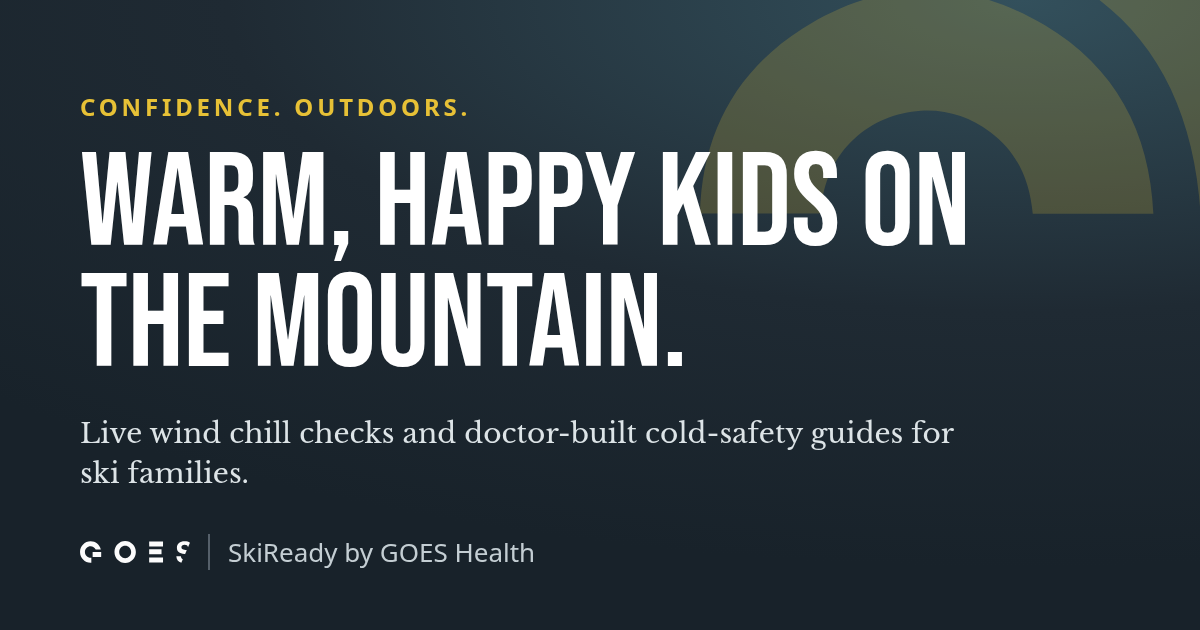 CONFIDENCE. OUTDOORS.
WARM, HAPPY KIDS ON
THE MOUNTAIN.
Live wind chill checks and doctor-built cold-safety guides for
ski families.
GOES SkiReady by GOES Health